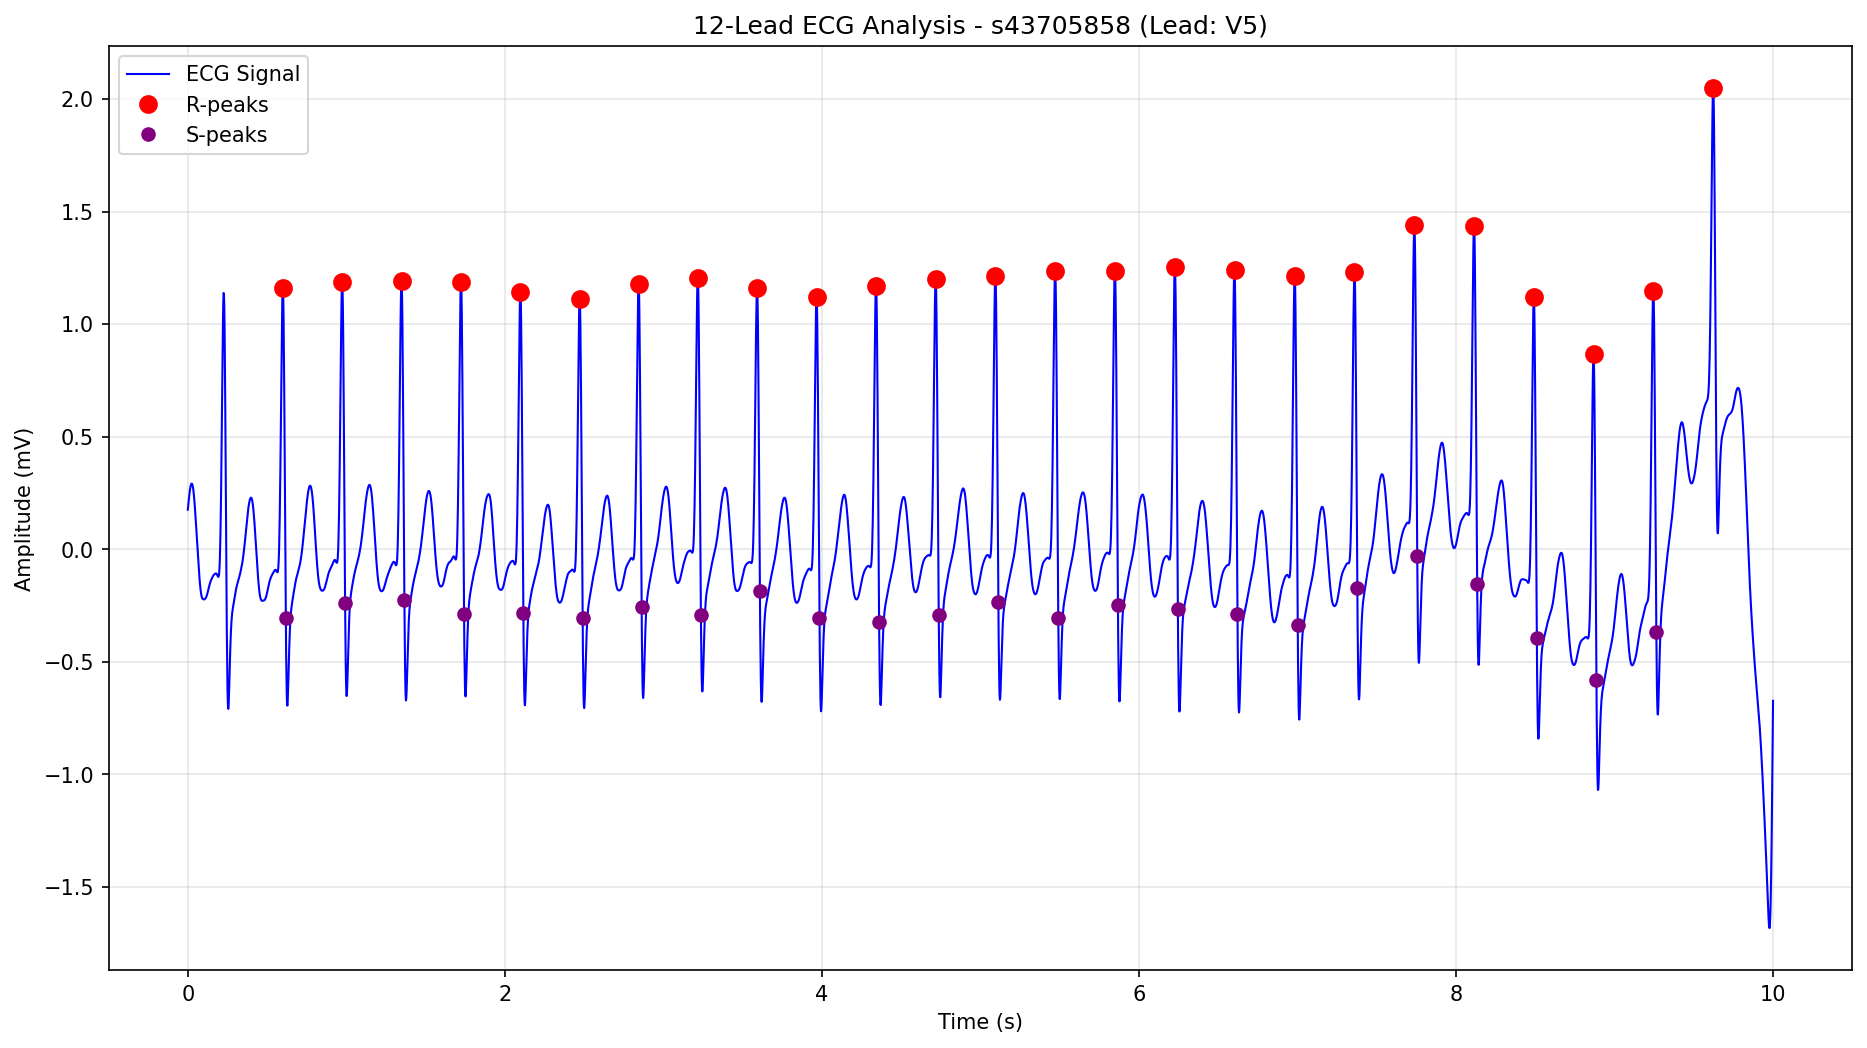 12-Lead ECG Analysis - s43705858 (Lead: V5)
ECG Signal
R-peaks
S-peaks
Amplitude (mV)
2.0
1.5
1.0
0.5
0.0
−0.5
−1.0
−1.5
0 2 4 6 8 10
Time (s)